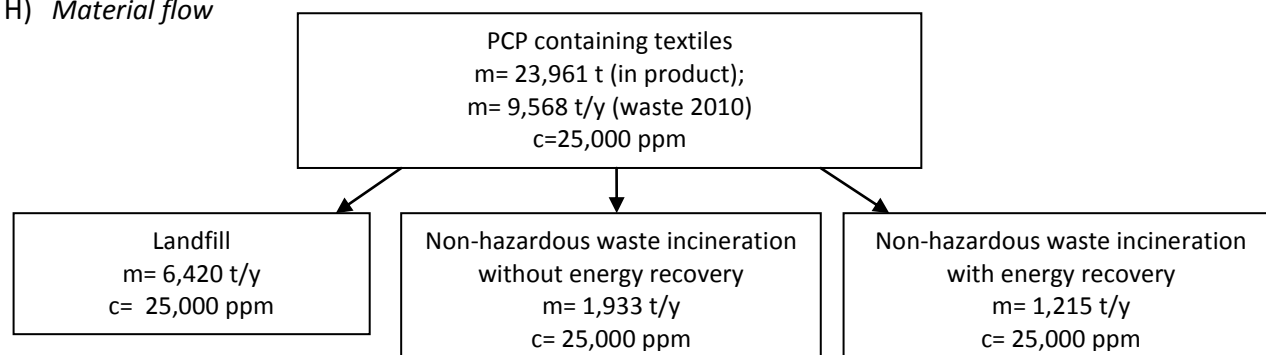 H) Material flow
PCP containing textiles
m= 23,961 t (in product);
m= 9,568 t/y (waste 2010)
c=25,000 ppm
Landfill
m= 6,420 t/y
c= 25,000 ppm
Non-hazardous waste incineration
without energy recovery
m= 1,933 t/y
c= 25,000 ppm
Non-hazardous waste incineration
with energy recovery
m= 1,215 t/y
c= 25,000 ppm